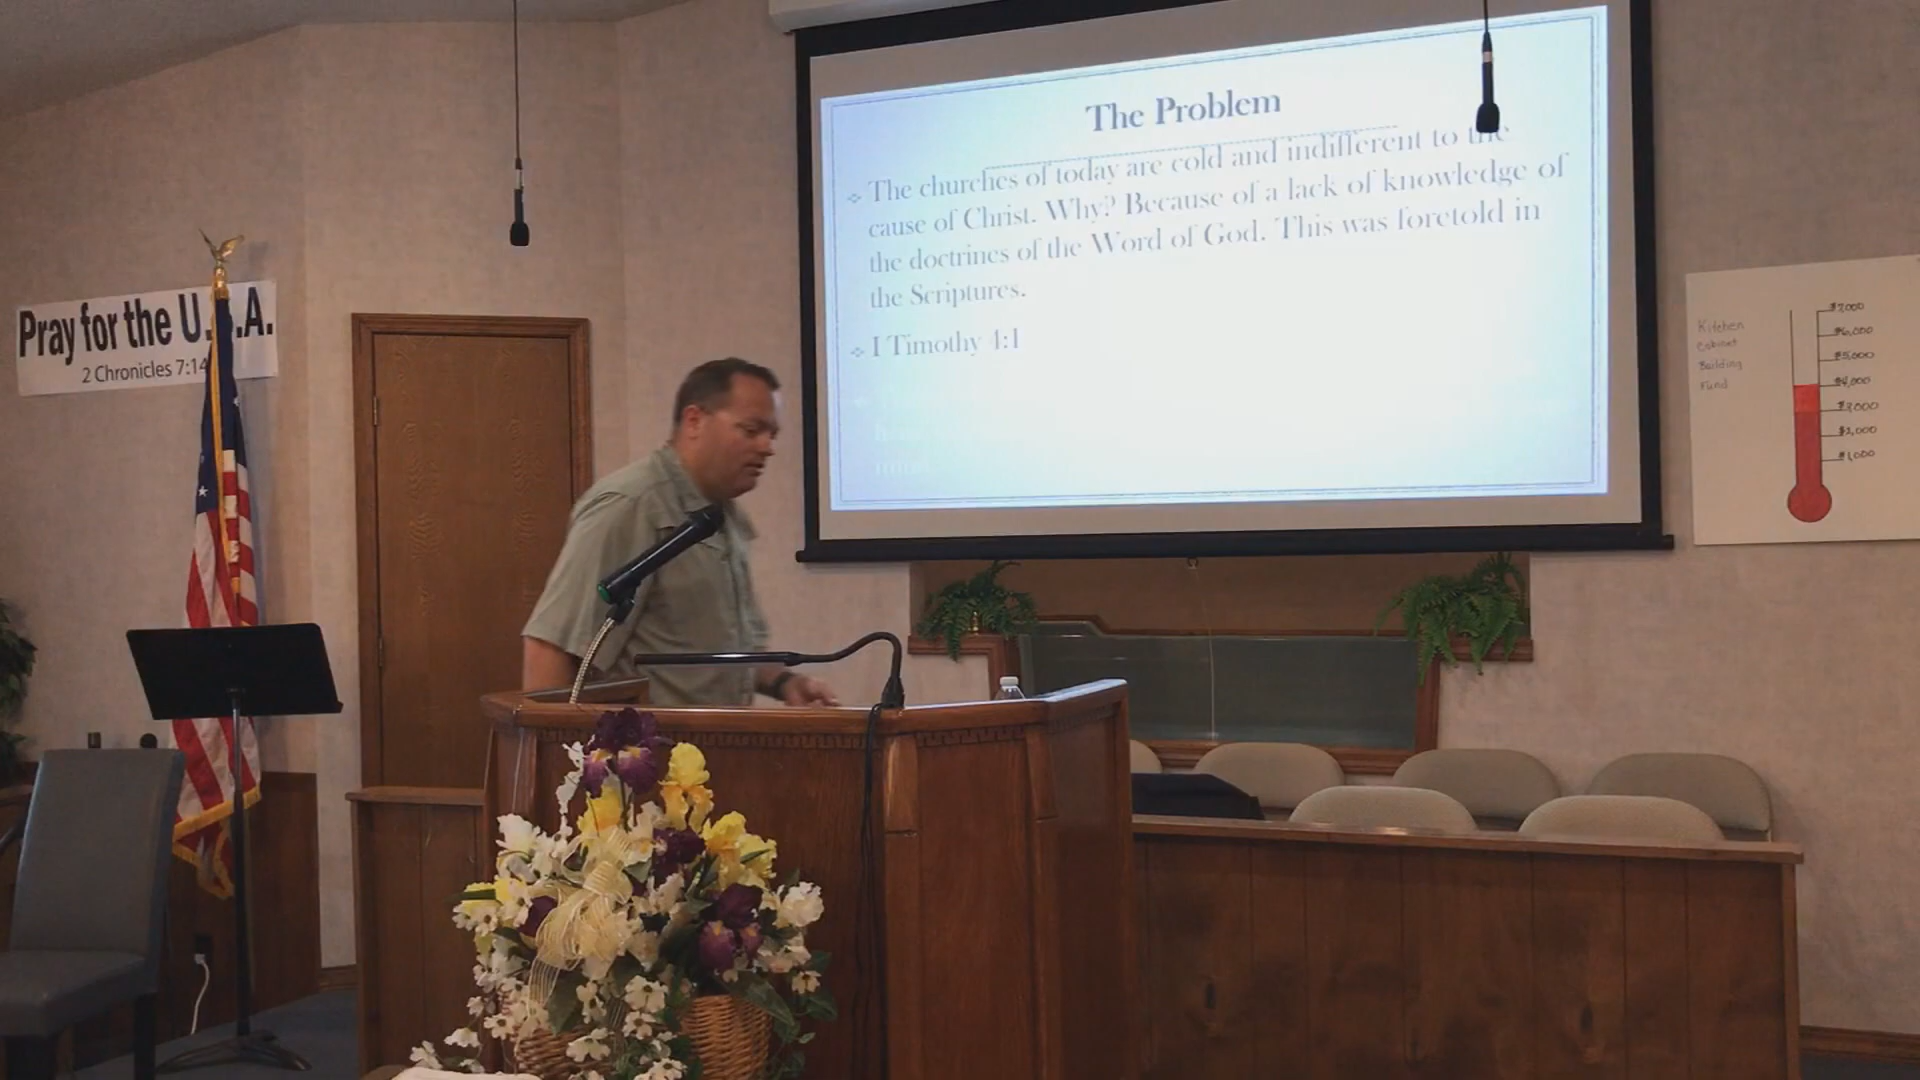 Pray for the U.S.A.
2 Chronicles 7:14
The Problem
The churches of today are cold and indifferent to the
cause of Christ. Why? Because of a lack of knowledge of
the doctrines of the Word of God. This was foretold in
the Scriptures.
I Timothy 4:1
Kitchen
Cabinet
Building
Fund
$7,000
$6,000
$5,000
$4,000
$3,000
$2,000
$1,000